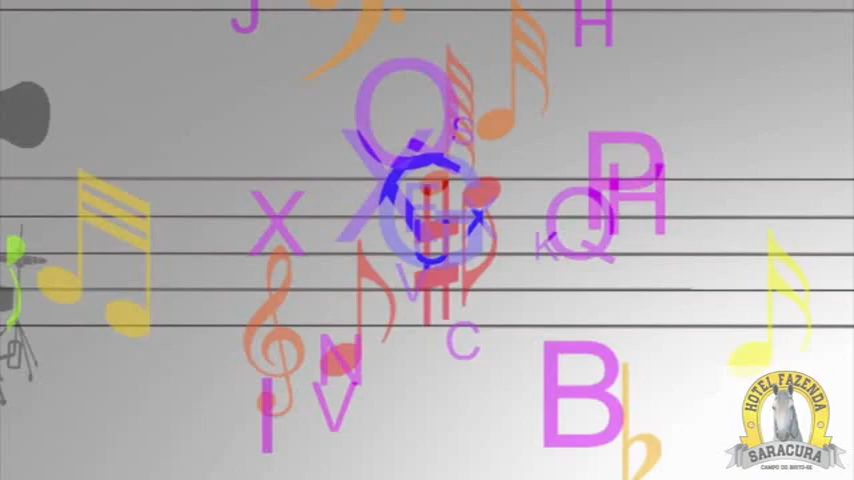 J
H
Q
S
X
X
G
P
H
Q
K
V
C
N
V
I
B
HOTEL FAZENDA
SARACURA
CAMPO DO BRITO-SE